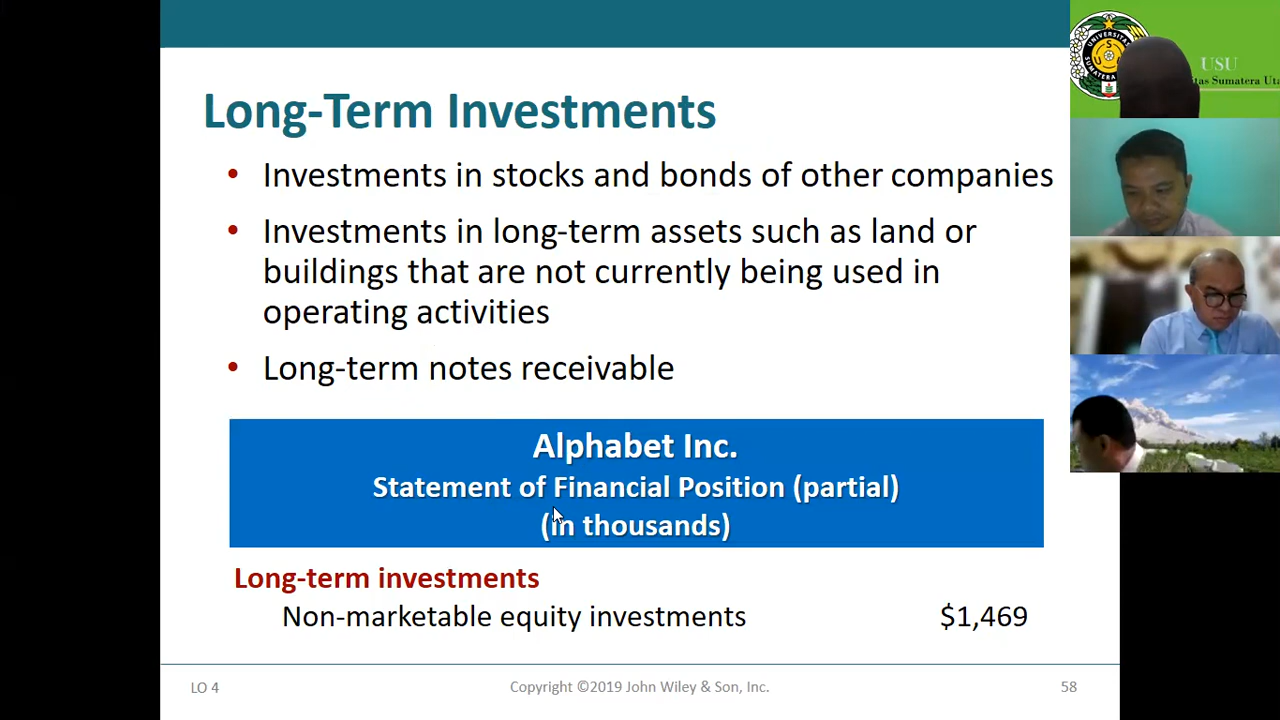 Long-Term Investments
• Investments in stocks and bonds of other companies
• Investments in long-term assets such as land or
buildings that are not currently being used in
operating activities
• Long-term notes receivable
Alphabet Inc.
Statement of Financial Position (partial)
(in thousands)
Long-term investments
Non-marketable equity investments $1,469
LO 4 Copyright ©2019 John Wiley & Son, Inc. 58
USU
itas Sumatera Uta